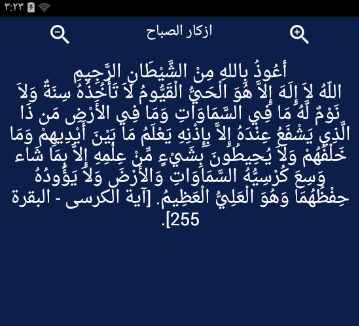 ٣:٢٣
ازكار الصباح
أَعُوذُ بِاللهِ مِنْ الشَّيْطَانِ الرَّجِيمِ
اللّهُ لاَ إِلَهَ إِلاَّ هُوَ الْحَيُّ الْقَيُّومُ لاَ تَأْخُذُهُ سِنَةٌ وَلاَ
نَوْمٌ لَّهُ مَا فِي السَّمَاوَاتِ وَمَا فِي الأَرْضِ مَن ذَا
الَّذِي يَشْفَعُ عِنْدَهُ إِلاَّ بِإِذْنِهِ يَعْلَمُ مَا بَيْنَ أَيْدِيهِمْ وَمَا
خَلْفَهُمْ وَلاَ يُحِيطُونَ بِشَيْءٍ مِّنْ عِلْمِهِ إِلاَّ بِمَا شَاء
وَسِعَ كُرْسِيُّهُ السَّمَاوَاتِ وَالأَرْضَ وَلاَ يَؤُودُهُ
حِفْظُهُمَا وَهُوَ الْعَلِيُّ الْعَظِيمُ. [آية الكرسى - البقرة
255].